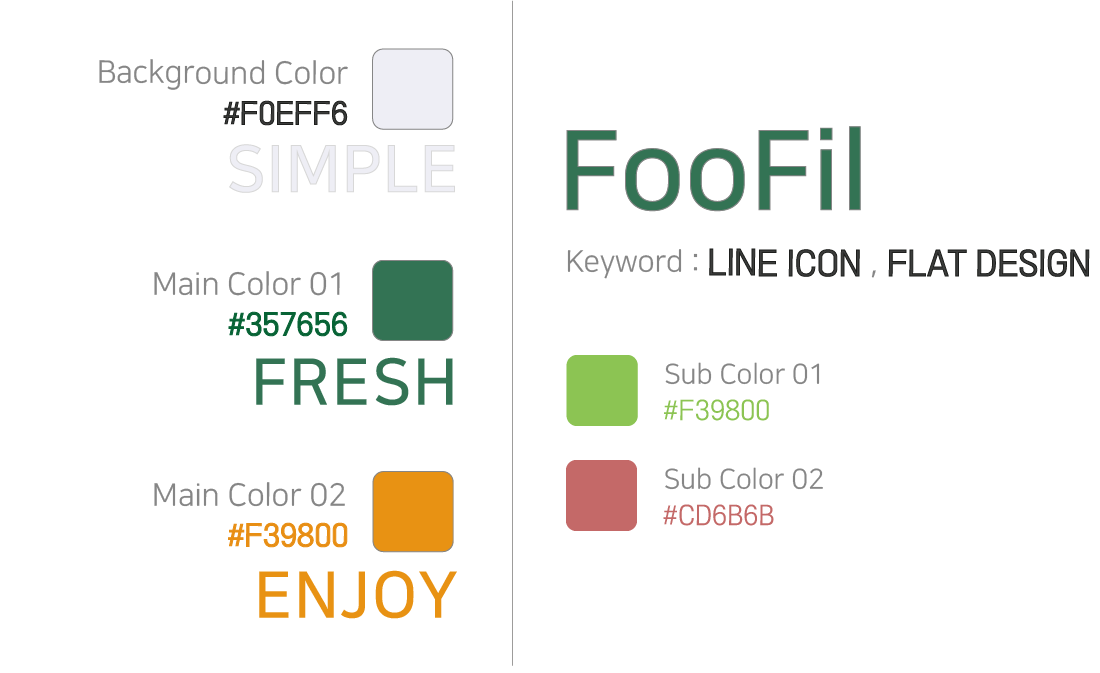 Background Color
#F0EFF6
SIMPLE
Main Color 01
#357656
FRESH
Main Color 02
#F39800
ENJOY
FooFil
Keyword : LINE ICON , FLAT DESIGN
Sub Color 01
#F39800
Sub Color 02
#CD6B6B